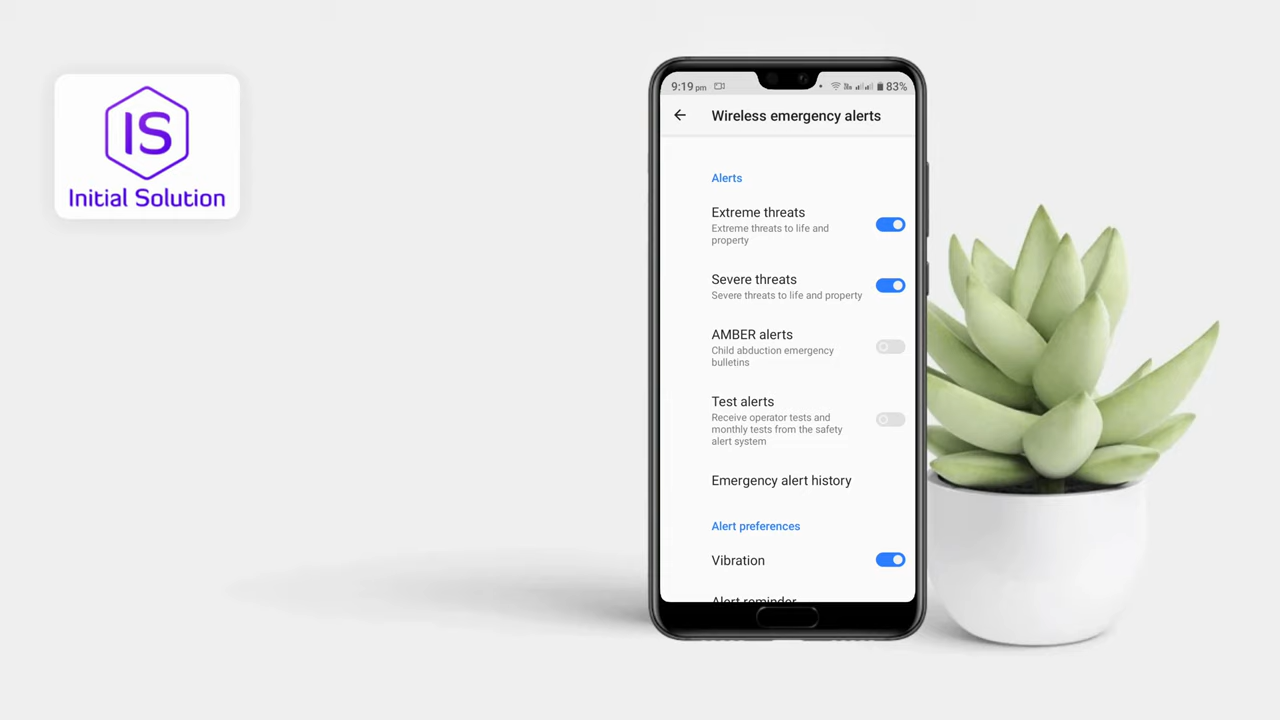 IS
Initial Solution
9:19 pm 83%
Wireless emergency alerts
Alerts
Extreme threats
Extreme threats to life and
property
Severe threats
Severe threats to life and property
AMBER alerts
Child abduction emergency
bulletins
Test alerts
Receive operator tests and
monthly tests from the safety
alert system
Emergency alert history
Alert preferences
Vibration
Alert reminder